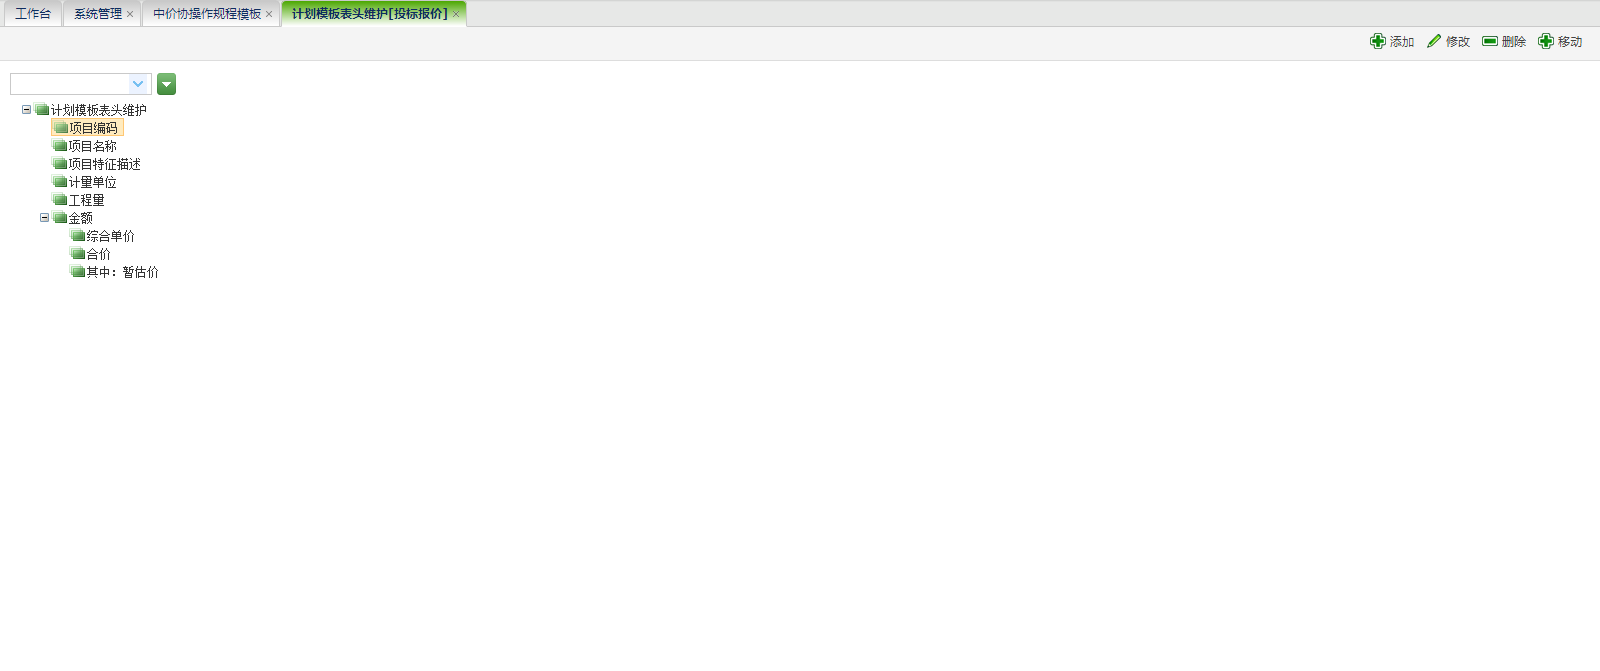 工作台 系统管理 中价协操作规程模板 计划模板表头维护[投标报价]
添加 修改 删除 移动
计划模板表头维护
项目编码
项目名称
项目特征描述
计量单位
工程量
金额
综合单价
合价
其中：暂估价